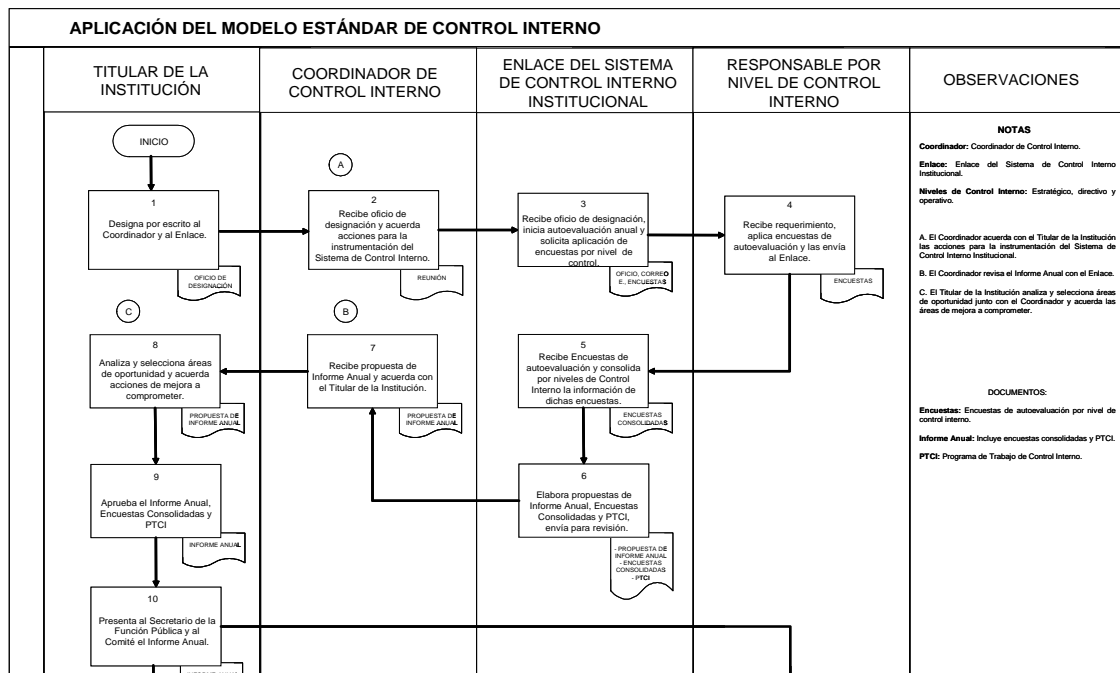 APLICACIÓN DEL MODELO ESTÁNDAR DE CONTROL INTERNO
TITULAR DE LA
INSTITUCIÓN
COORDINADOR DE
CONTROL INTERNO
ENLACE DEL SISTEMA
DE CONTROL INTERNO
INSTITUCIONAL
RESPONSABLE POR
NIVEL DE CONTROL
INTERNO
OBSERVACIONES
INICIO
1
Designa por escrito al
Coordinador y al Enlace.
OFICIO DE
DESIGNACIÓN
A
2
Recibe oficio de
designación y acuerda
acciones para la
instrumentación del
Sistema de Control Interno.
REUNIÓN
3
Recibe oficio de designación,
inicia autoevaluación anual y
solicita aplicación de
encuestas por nivel de
control.
OFICIO, CORREO
E., ENCUESTAS
4
Recibe requerimiento,
aplica encuestas de
autoevaluación y las envía
al Enlace.
ENCUESTAS
C
8
Analiza y selecciona áreas
de oportunidad y acuerda
acciones de mejora a
comprometer.
PROPUESTA DE
INFORME ANUAL
B
7
Recibe propuesta de
Informe Anual y acuerda con
el Titular de la Institución.
PROPUESTA DE
INFORME ANUAL
5
Recibe Encuestas de
autoevaluación y consolida
por niveles de Control
Interno la información de
dichas encuestas.
ENCUESTAS
CONSOLIDADAS
9
Aprueba el Informe Anual,
Encuestas Consolidadas y
PTCI
INFORME ANUAL
6
Elabora propuestas de
Informe Anual, Encuestas
Consolidadas y PTCI,
envía para revisión.
- PROPUESTA DE
INFORME ANUAL
- ENCUESTAS
CONSOLIDADAS
- PTCI
10
Presenta al Secretario de la
Función Pública y al
Comité el Informe Anual.
NOTAS
Coordinador: Coordinador de Control Interno.
Enlace: Enlace del Sistema de Control Interno
Institucional.
Niveles de Control Interno: Estratégico, directivo y
operativo.
A. El Coordinador acuerda con el Titular de la Institución
las acciones para la instrumentación del Sistema de
Control Interno Institucional.
B. El Coordinador revisa el Informe Anual con el Enlace.
C. El Titular de la Institución analiza y selecciona áreas
de oportunidad junto con el Coordinador y acuerda las
áreas de mejora a comprometer.
DOCUMENTOS:
Encuestas: Encuestas de autoevaluación por nivel de
control interno.
Informe Anual: Incluye encuestas consolidadas y PTCI.
PTCI: Programa de Trabajo de Control Interno.